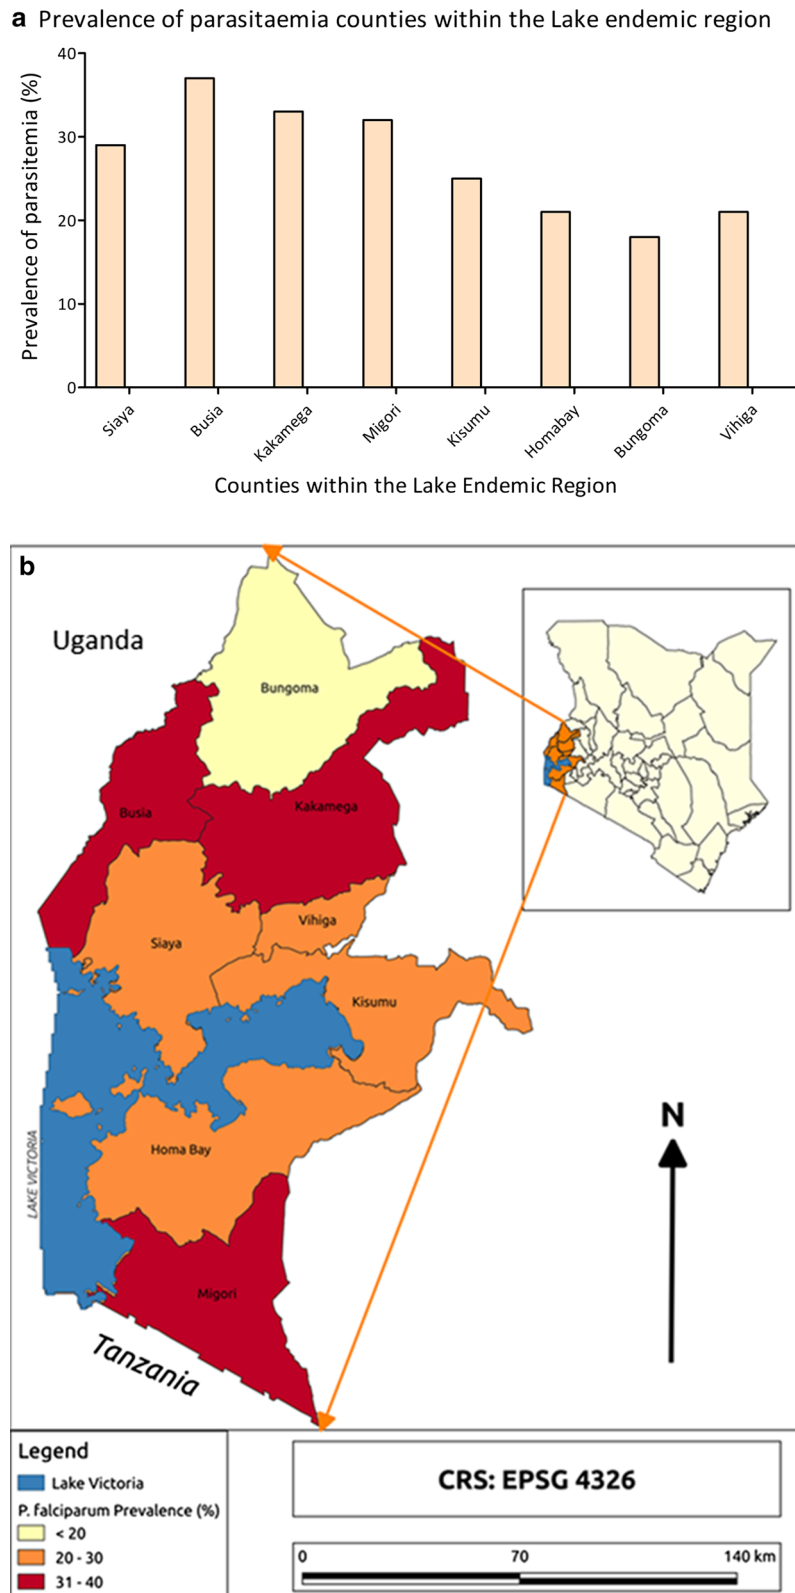 a Prevalence of parasitaemia counties within the Lake endemic region
Prevalence of parasitemia (%)
40
30
20
10
0
Siaya
Busia
Kakamega
Migori
Kisumu
Homabay
Bungoma
Vihiga
Counties within the Lake Endemic Region
b
Uganda
Bungoma
Busia
Kakamega
Vihiga
Siaya
Kisumu
Homa Bay
LAKE VICTORIA
Migori
Tanzania
N
Legend
Lake Victoria
P. falciparum Prevalence (%)
< 20
20 - 30
31 - 40
CRS: EPSG 4326
0 70 140 km